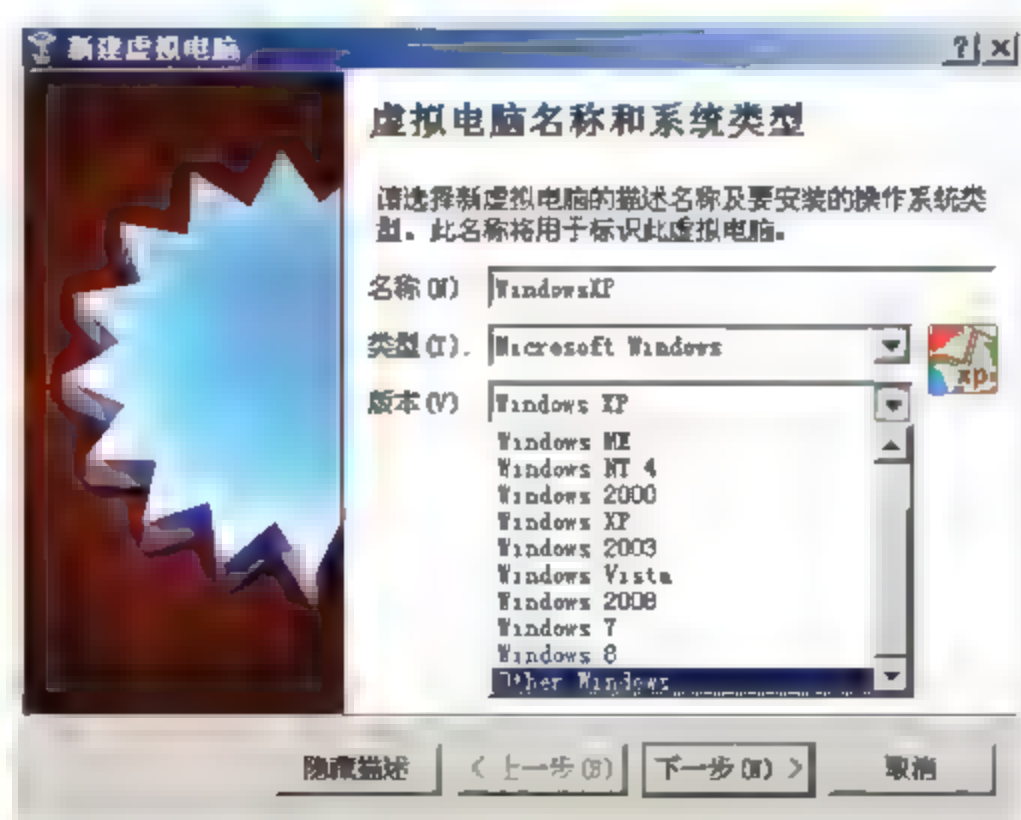 新建虚拟电脑
虚拟电脑名称和系统类型
请选择新虚拟电脑的描述名称及要安装的操作系统类
型。此名称将用于标识此虚拟电脑。
名称(N) WindowsXP
类型(T). Microsoft Windows
xp
版本(V) Windows XP
Windows ME
Windows NT 4
Windows 2000
Windows XP
Windows 2003
Windows Vista
Windows 2008
Windows 7
Windows 8
Other Windows
隐藏描述 < 上一步(B) 下一步(N) > 取消